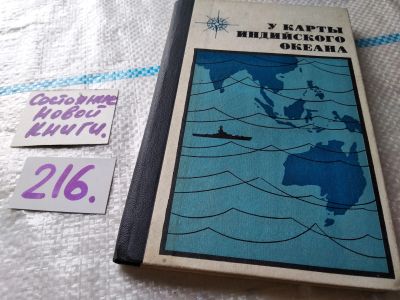 У КАРТЫ
ИНДИЙСКОГО
ОКЕАНА
Состояние
новой
книги.
216.